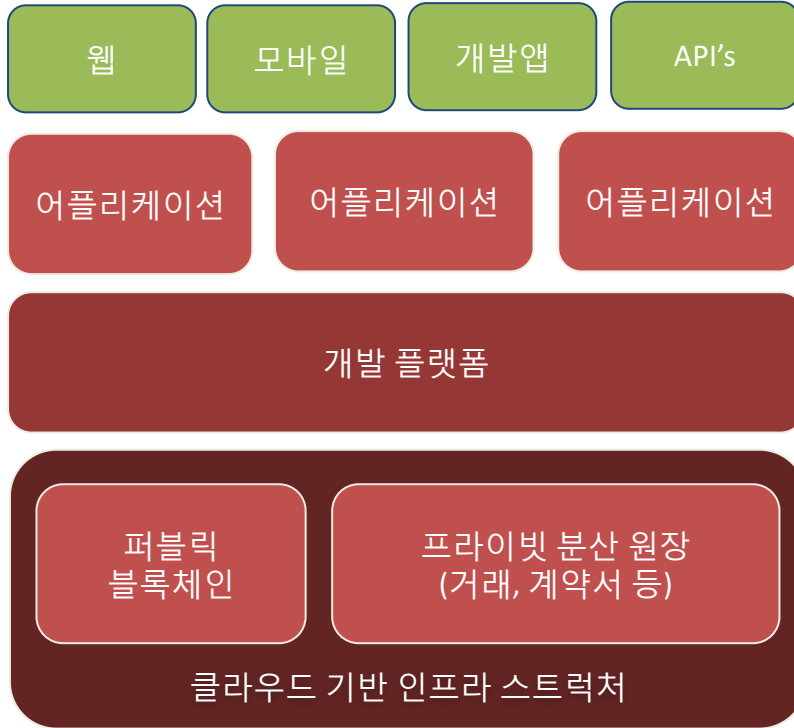 웹
모바일
개발앱
API's
어플리케이션
어플리케이션
어플리케이션
개발 플랫폼
퍼블릭
블록체인
프라이빗 분산 원장
(거래, 계약서 등)
클라우드 기반 인프라 스트럭처